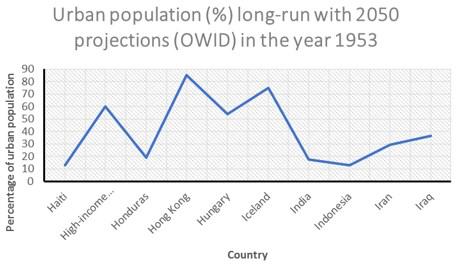 Urban population (%) long-run with 2050
projections (OWID) in the year 1953
Percentage of urban population
90
80
70
60
50
40
30
20
10
0
Haiti
High-income…
Honduras
Hong Kong
Hungary
Iceland
India
Indonesia
Iran
Iraq
Country